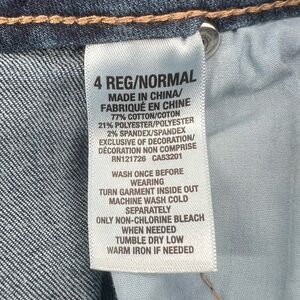 4 REG/NORMAL
MADE IN CHINA/
FABRIQUÉ EN CHINE
77% COTTON/COTON
21% POLYESTER/POLYESTER
2% SPANDEX/SPANDEX
EXCLUSIVE OF DECORATION/
DÉCORATION NON COMPRISE
RN121726 CA53201
WASH ONCE BEFORE
WEARING
TURN GARMENT INSIDE OUT
MACHINE WASH COLD
SEPARATELY
ONLY NON-CHLORINE BLEACH
WHEN NEEDED
TUMBLE DRY LOW
WARM IRON IF NEEDED